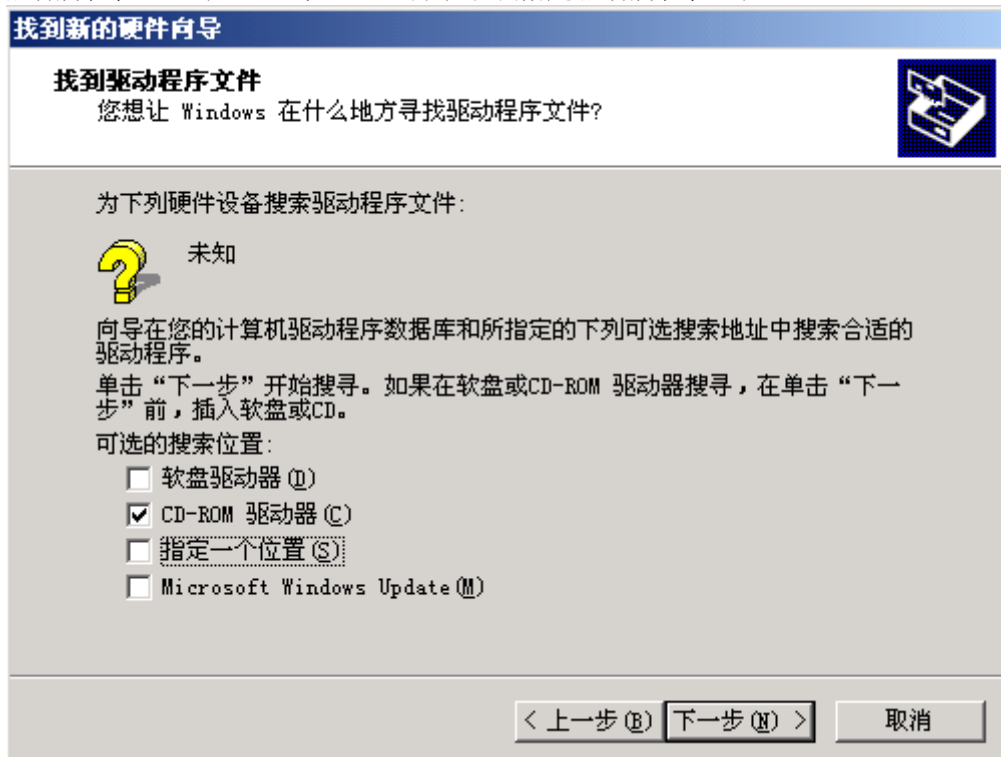 找到新的硬件向导
找到驱动程序文件
您想让 Windows 在什么地方寻找驱动程序文件?
为下列硬件设备搜索驱动程序文件:
未知
向导在您的计算机驱动程序数据库和所指定的下列可选搜索地址中搜索合适的
驱动程序。
单击“下一步”开始搜寻。如果在软盘或CD-ROM 驱动器搜寻，在单击“下一
步”前，插入软盘或CD。
可选的搜索位置:
软盘驱动器(D)
CD-ROM 驱动器(C)
指定一个位置(S)
Microsoft Windows Update(M)
< 上一步(B) 下一步(N) > 取消